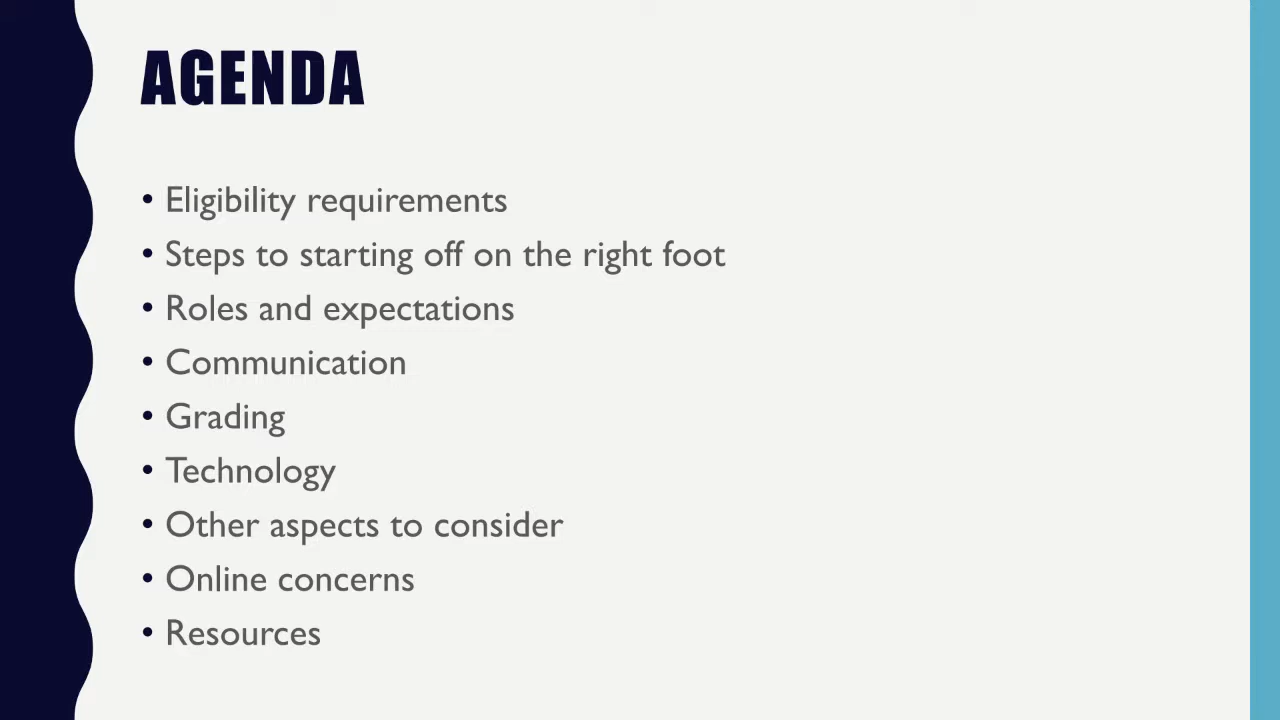 AGENDA
• Eligibility requirements
• Steps to starting off on the right foot
• Roles and expectations
• Communication
• Grading
• Technology
• Other aspects to consider
• Online concerns
• Resources